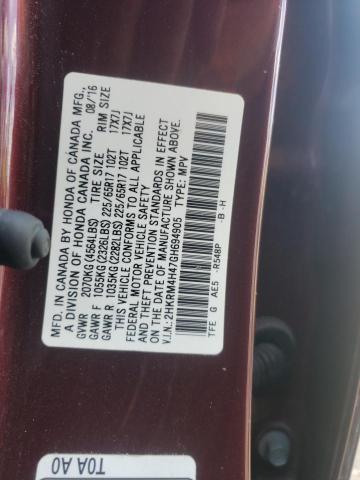 MFD. IN CANADA BY HONDA OF CANADA MFG.,
A DIVISION OF HONDA CANADA INC. 08/'16
GVWR 2070KG(4564LBS) TIRE SIZE RIM SIZE
GAWR F 1035KG(2326LBS)225/65R17 102T 17X7J
GAWR R 1035KG(2282LBS)225/65R17 102T 17X7J
THIS VEHICLE CONFORMS TO ALL APPLICABLE
FEDERAL MOTOR VEHICLE SAFETY
AND THEFT PREVENTION STANDARDS IN EFFECT
ON THE DATE OF MANUFACTURE SHOWN ABOVE.
V.I.N.:2HKRM4H47GH694905 TYPE: MPV
TFE G AE5 -R548P -B-H
T0A A0